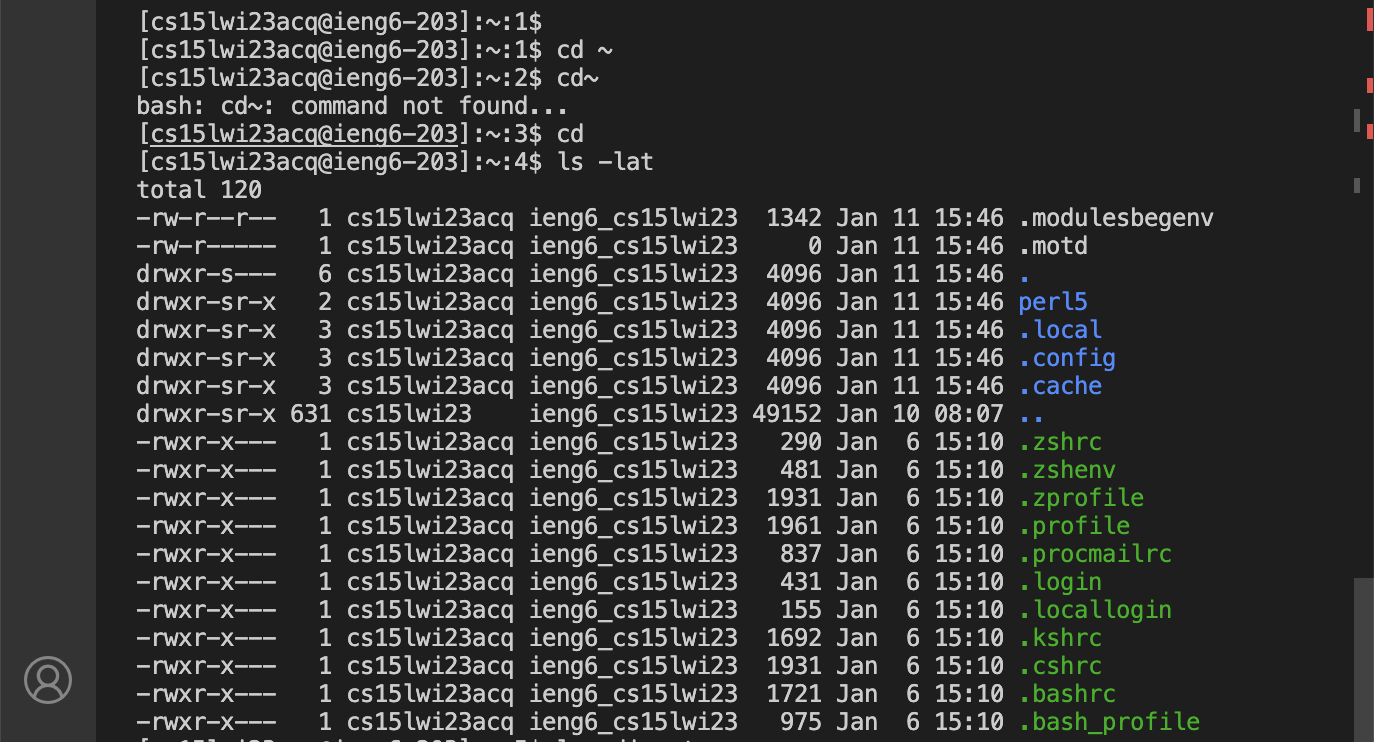 [cs15lwi23acq@ieng6-203]:~:1$
[cs15lwi23acq@ieng6-203]:~:1$ cd ~
[cs15lwi23acq@ieng6-203]:~:2$ cd~
bash: cd~: command not found...
[cs15lwi23acq@ieng6-203]:~:3$ cd
[cs15lwi23acq@ieng6-203]:~:4$ ls -lat
total 120
-rw-r--r--   1 cs15lwi23acq ieng6_cs15lwi23  1342 Jan 11 15:46 .modulesbegenv
-rw-r-----   1 cs15lwi23acq ieng6_cs15lwi23     0 Jan 11 15:46 .motd
drwxr-s---   6 cs15lwi23acq ieng6_cs15lwi23  4096 Jan 11 15:46 .
drwxr-sr-x   2 cs15lwi23acq ieng6_cs15lwi23  4096 Jan 11 15:46 perl5
drwxr-sr-x   3 cs15lwi23acq ieng6_cs15lwi23  4096 Jan 11 15:46 .local
drwxr-sr-x   3 cs15lwi23acq ieng6_cs15lwi23  4096 Jan 11 15:46 .config
drwxr-sr-x   3 cs15lwi23acq ieng6_cs15lwi23  4096 Jan 11 15:46 .cache
drwxr-sr-x 631 cs15lwi23    ieng6_cs15lwi23 49152 Jan 10 08:07 ..
-rwxr-x---   1 cs15lwi23acq ieng6_cs15lwi23   290 Jan  6 15:10 .zshrc
-rwxr-x---   1 cs15lwi23acq ieng6_cs15lwi23   481 Jan  6 15:10 .zshenv
-rwxr-x---   1 cs15lwi23acq ieng6_cs15lwi23  1931 Jan  6 15:10 .zprofile
-rwxr-x---   1 cs15lwi23acq ieng6_cs15lwi23  1961 Jan  6 15:10 .profile
-rwxr-x---   1 cs15lwi23acq ieng6_cs15lwi23   837 Jan  6 15:10 .procmailrc
-rwxr-x---   1 cs15lwi23acq ieng6_cs15lwi23   431 Jan  6 15:10 .login
-rwxr-x---   1 cs15lwi23acq ieng6_cs15lwi23   155 Jan  6 15:10 .locallogin
-rwxr-x---   1 cs15lwi23acq ieng6_cs15lwi23  1692 Jan  6 15:10 .kshrc
-rwxr-x---   1 cs15lwi23acq ieng6_cs15lwi23  1931 Jan  6 15:10 .cshrc
-rwxr-x---   1 cs15lwi23acq ieng6_cs15lwi23  1721 Jan  6 15:10 .bashrc
-rwxr-x---   1 cs15lwi23acq ieng6_cs15lwi23   975 Jan  6 15:10 .bash_profile